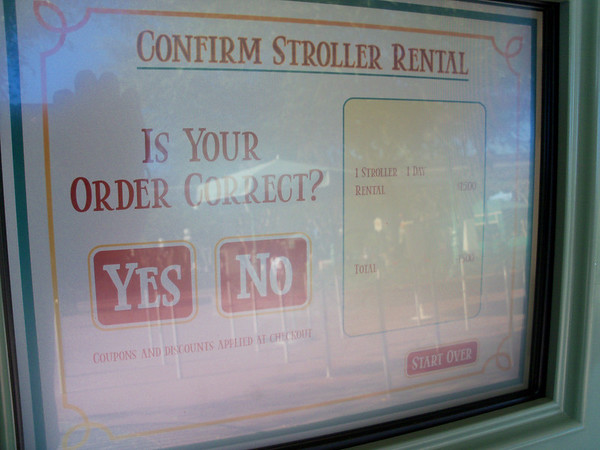 CONFIRM STROLLER RENTAL
IS YOUR
ORDER CORRECT?
YES
NO
COUPONS AND DISCOUNTS APPLIED AT CHECKOUT
1 STROLLER 1 DAY
RENTAL
TOTAL
START OVER